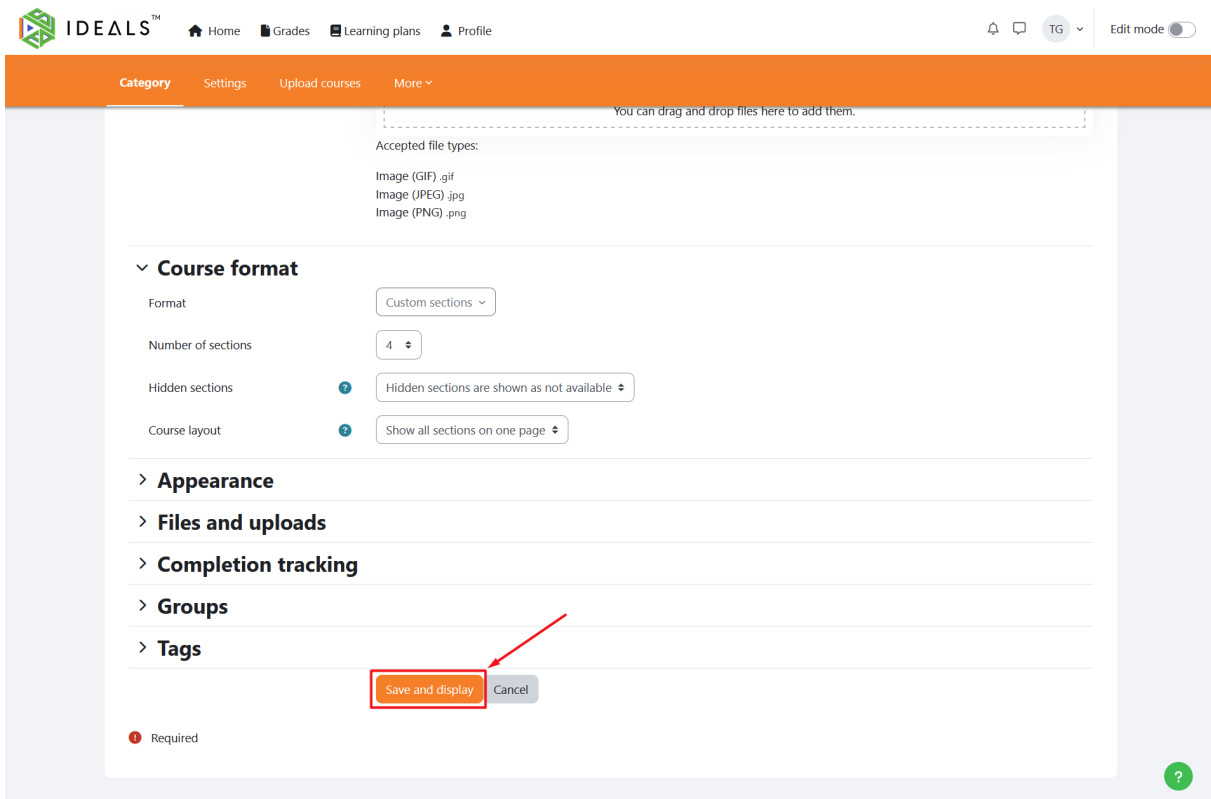 IDEALS™ Home Grades Learning plans Profile TG Edit mode
Category Settings Upload courses More
You can drag and drop files here to add them.
Accepted file types:
Image (GIF) .gif
Image (JPEG) .jpg
Image (PNG) .png
Course format
Format Custom sections
Number of sections 4
Hidden sections ? Hidden sections are shown as not available
Course layout ? Show all sections on one page
Appearance
Files and uploads
Completion tracking
Groups
Tags
Save and display Cancel
! Required
?